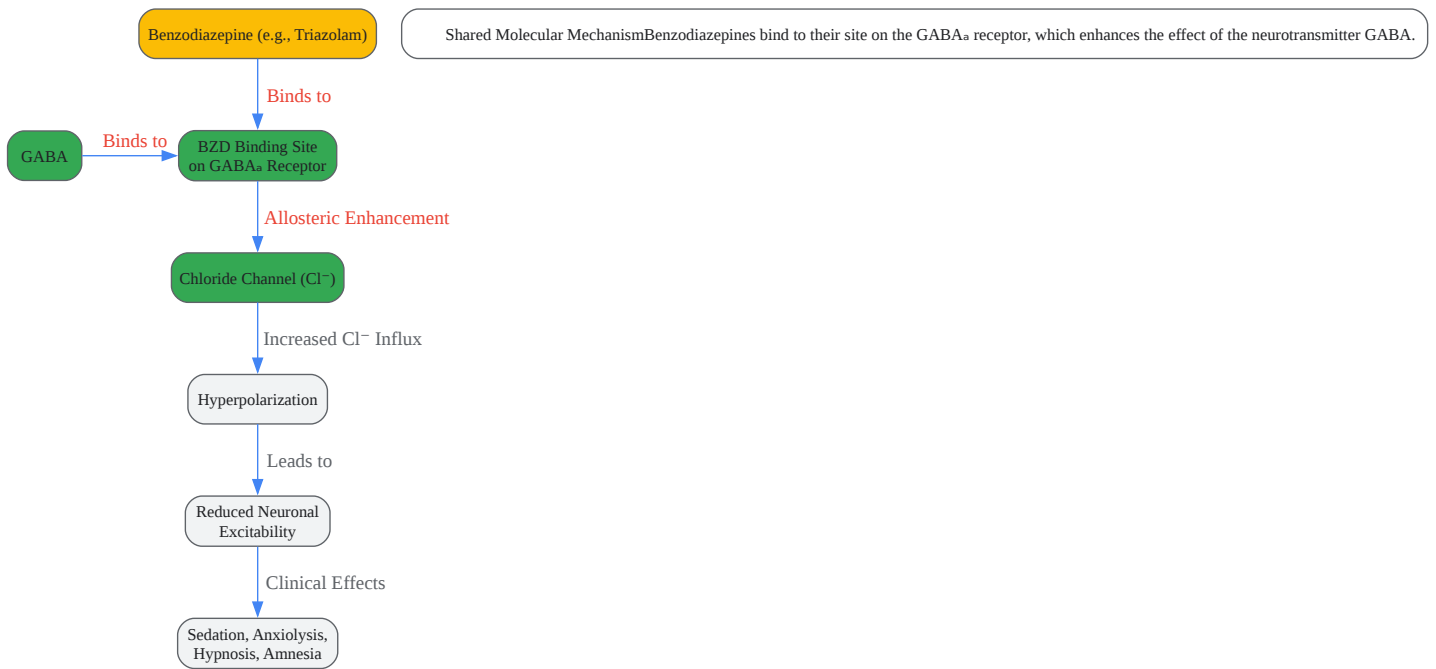 Benzodiazepine (e.g., Triazolam)
Shared Molecular MechanismBenzodiazepines bind to their site on the GABAₐ receptor, which enhances the effect of the neurotransmitter GABA.
Binds to
GABA
Binds to
BZD Binding Site
on GABAₐ Receptor
Allosteric Enhancement
Chloride Channel (Cl⁻)
Increased Cl⁻ Influx
Hyperpolarization
Leads to
Reduced Neuronal
Excitability
Clinical Effects
Sedation, Anxiolysis,
Hypnosis, Amnesia